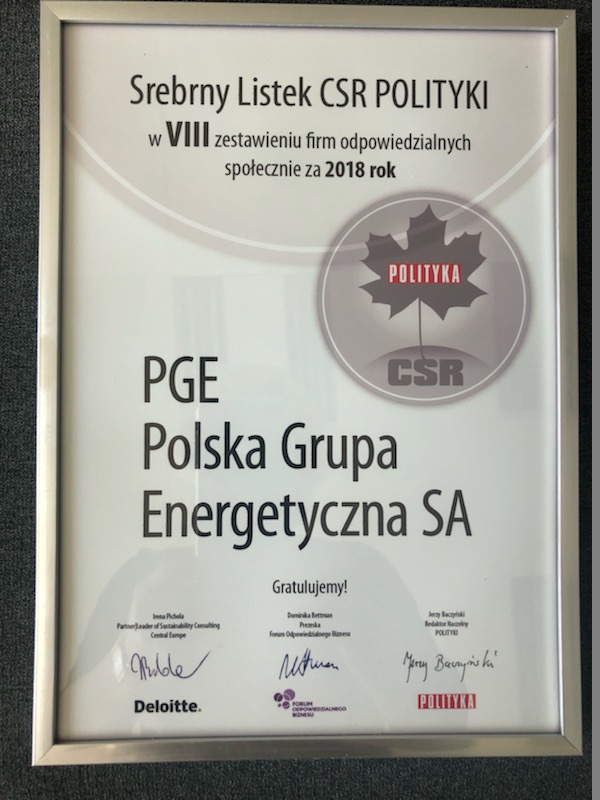 Srebrny Listek CSR POLITYKI
w VIII zestawieniu firm odpowiedzialnych
społecznie za 2018 rok
POLITYKA
CSR
PGE
Polska Grupa
Energetyczna SA
Gratulujemy!
Irena Pichola
Partner|Leader of Sustainability Consulting
Central Europe
Dominika Bettman
Prezeska
Forum Odpowiedzialnego Biznesu
Jerzy Baczyński
Redaktor Naczelny
POLITYKI
Jerzy Baczyński
Deloitte.
FORUM
ODPOWIEDZIALNEGO
BIZNESU
POLITYKA